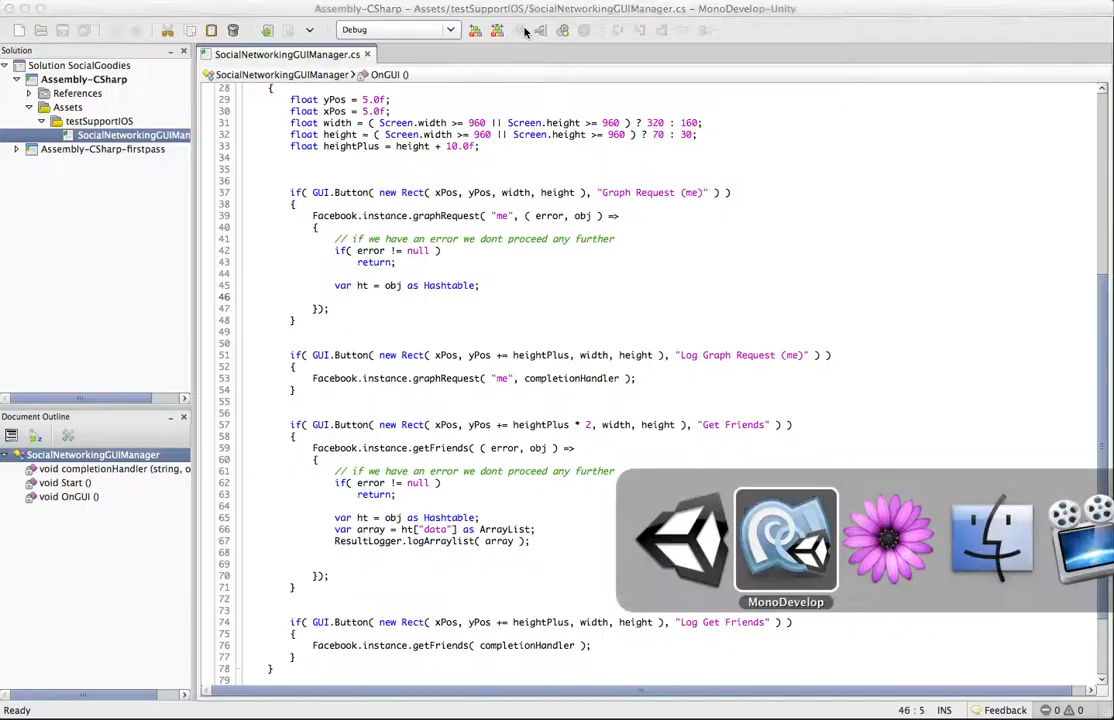 Assembly-CSharp - Assets/testSupportIOS/SocialNetworkingGUIManager.cs - MonoDevelop-Unity
Debug
Solution
Solution SocialGoodies
Assembly-CSharp
References
Assets
testSupportIOS
SocialNetworkingGUIMan
Assembly-CSharp-firstpass
Document Outline
SocialNetworkingGUIManager
void completionHandler (string, o
void Start ()
void OnGUI ()
SocialNetworkingGUIManager.cs
SocialNetworkingGUIManager OnGUI ()
28 {
29 float yPos = 5.0f;
30 float xPos = 5.0f;
31 float width = ( Screen.width >= 960 || Screen.height >= 960 ) ? 320 : 160;
32 float height = ( Screen.width >= 960 || Screen.height >= 960 ) ? 70 : 30;
33 float heightPlus = height + 10.0f;
34
35
36
37 if( GUI.Button( new Rect( xPos, yPos, width, height ), "Graph Request (me)" ) )
38 {
39 Facebook.instance.graphRequest( "me", ( error, obj ) =>
40 {
41 // if we have an error we dont proceed any further
42 if( error != null )
43 return;
44
45 var ht = obj as Hashtable;
46
47 });
48 }
49
50
51 if( GUI.Button( new Rect( xPos, yPos += heightPlus, width, height ), "Log Graph Request (me)" ) )
52 {
53 Facebook.instance.graphRequest( "me", completionHandler );
54 }
55
56
57 if( GUI.Button( new Rect( xPos, yPos += heightPlus * 2, width, height ), "Get Friends" ) )
58 {
59 Facebook.instance.getFriends( ( error, obj ) =>
60 {
61 // if we have an error we dont proceed any further
62 if( error != null )
63 return;
64
65 var ht = obj as Hashtable;
66 var array = ht["data"] as ArrayList;
67 ResultLogger.logArraylist( array );
68
69
70 });
71 }
72
73
74 if( GUI.Button( new Rect( xPos, yPos += heightPlus, width, height ), "Log Get Friends" ) )
75 {
76 Facebook.instance.getFriends( completionHandler );
77 }
78 }
79
MonoDevelop
Ready
46 : 5 INS Feedback 0 0